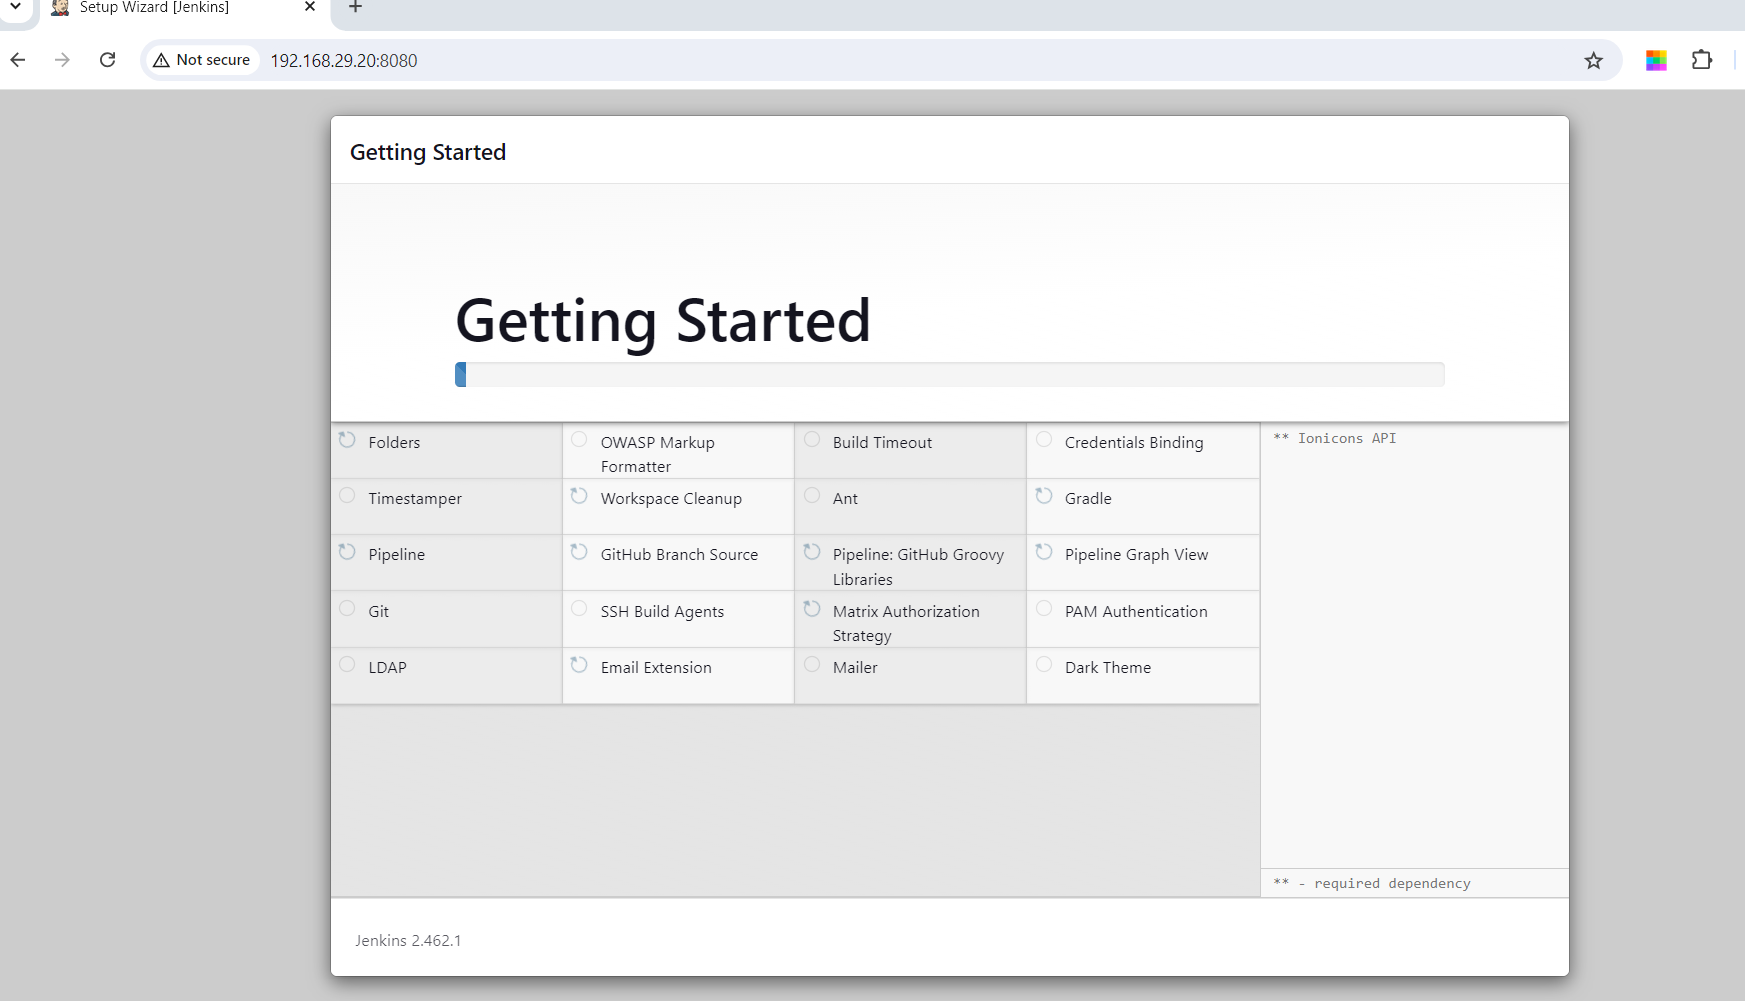 Setup Wizard [Jenkins]
Not secure
192.168.29.20:8080
Getting Started
Getting Started
Folders
OWASP Markup
Formatter
Build Timeout
Credentials Binding
** Ionicons API
Timestamper
Workspace Cleanup
Ant
Gradle
Pipeline
GitHub Branch Source
Pipeline: GitHub Groovy
Libraries
Pipeline Graph View
Git
SSH Build Agents
Matrix Authorization
Strategy
PAM Authentication
LDAP
Email Extension
Mailer
Dark Theme
** - required dependency
Jenkins 2.462.1